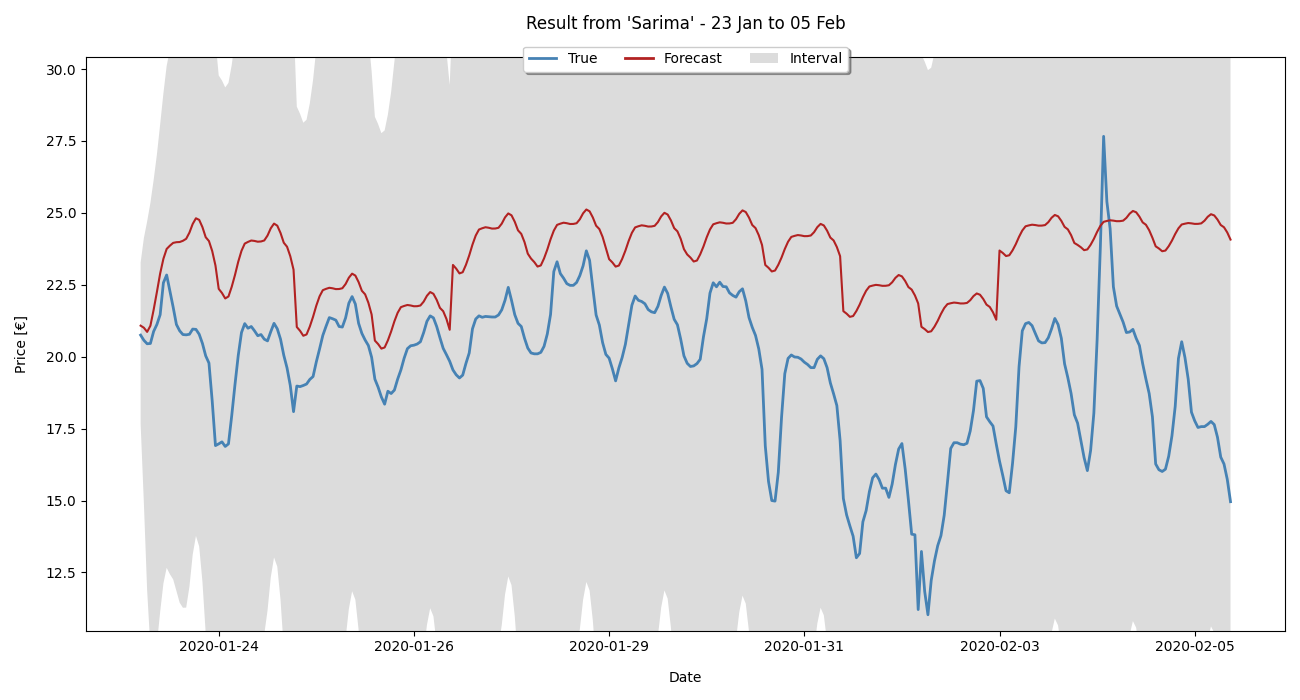 Result from 'Sarima' - 23 Jan to 05 Feb
True Forecast Interval
30.0
27.5
25.0
22.5
20.0
17.5
15.0
12.5
Price [€]
2020-01-24 2020-01-26 2020-01-29 2020-01-31 2020-02-03 2020-02-05
Date